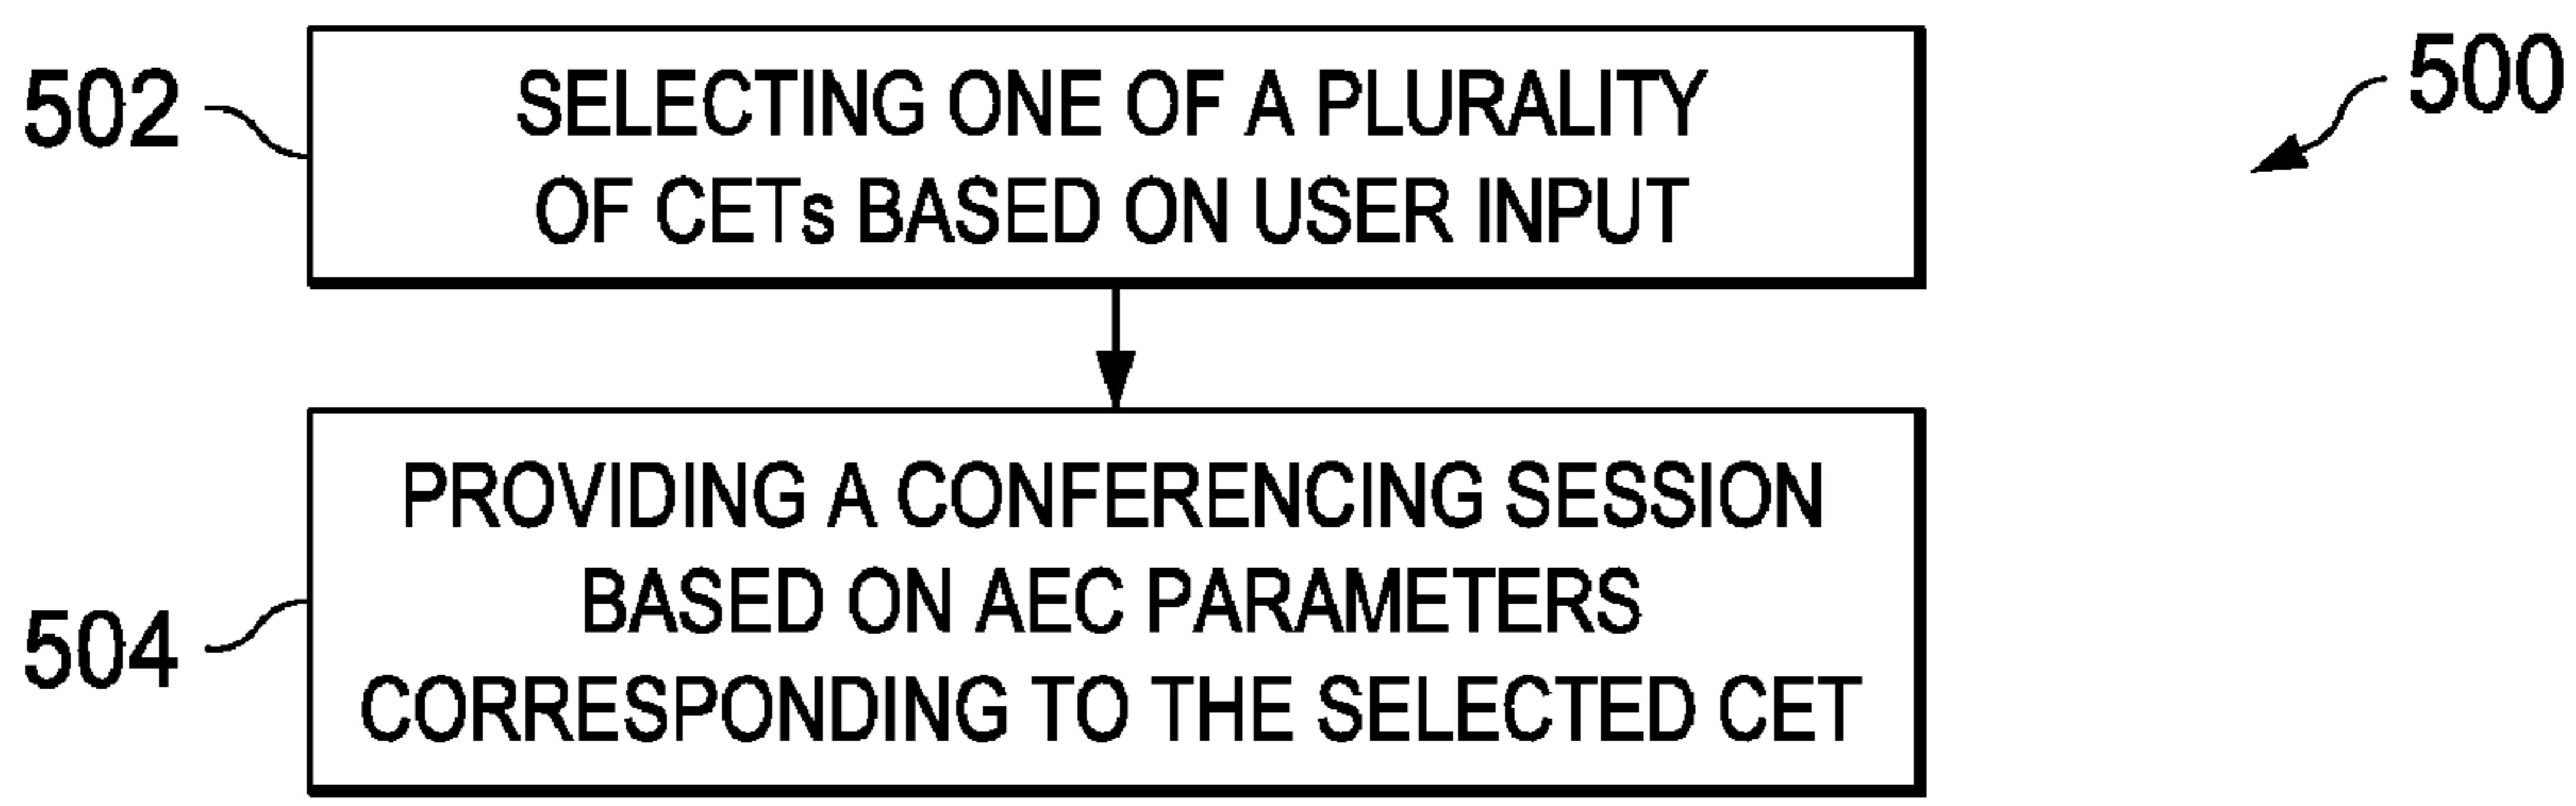 500
502
SELECTING ONE OF A PLURALITY
OF CETs BASED ON USER INPUT
504
PROVIDING A CONFERENCING SESSION
BASED ON AEC PARAMETERS
CORRESPONDING TO THE SELECTED CET